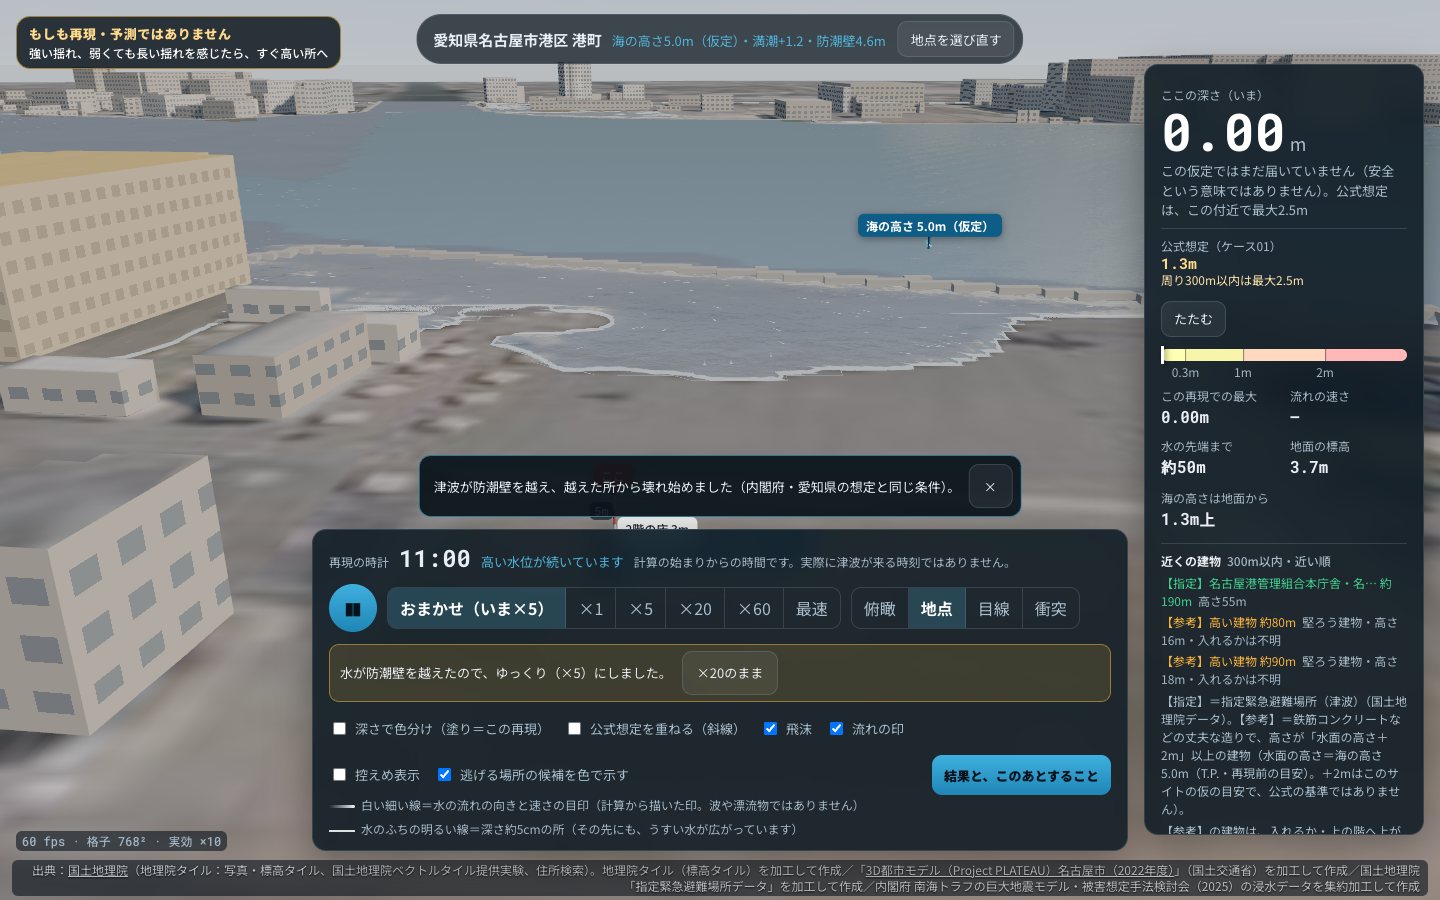 もしも再現・予測ではありません
強い揺れ、弱くても長い揺れを感じたら、すぐ高い所へ
愛知県名古屋市港区 港町 海の高さ5.0m（仮定）・満潮+1.2・防潮壁4.6m 地点を選び直す
ここの深さ（いま）
0.00 m
この仮定ではまだ届いていません（安全
という意味ではありません）。公式想定
は、この付近で最大2.5m
公式想定（ケース01）
1.3m
周り300m以内は最大2.5m
たたむ
0.3m 1m 2m
この再現での最大 流れの速さ
0.00m –
水の先端まで 地面の標高
約50m 3.7m
海の高さは地面から
1.3m上
近くの建物 300m以内・近い順
【指定】名古屋港管理組合本庁舎・名… 約
190m 高さ55m
【参考】高い建物 約80m 堅ろう建物・高さ
16m・入れるかは不明
【参考】高い建物 約90m 堅ろう建物・高さ
18m・入れるかは不明
【指定】＝指定緊急避難場所（津波）（国土地
理院データ）。【参考】＝鉄筋コンクリートな
どの丈夫な造りで、高さが「水面の高さ＋
2m」以上の建物（水面の高さ＝海の高さ
5.0m（T.P.・再現前の目安）。＋2mはこのサ
イトの仮の目安で、公式の基準ではありませ
ん）。
【参考】の建物は、入れるか・上の階へ上が
海の高さ 5.0m（仮定）
津波が防潮壁を越え、越えた所から壊れ始めました（内閣府・愛知県の想定と同じ条件）。 ×
5m
2階の床 3m
再現の時計 11:00 高い水位が続いています 計算の始まりからの時間です。実際に津波が来る時刻ではありません。
おまかせ（いま×5） ×1 ×5 ×20 ×60 最速 俯瞰 地点 目線 衝突
水が防潮壁を越えたので、ゆっくり（×5）にしました。 ×20のまま
深さで色分け（塗り＝この再現） 公式想定を重ねる（斜線） 飛沫 流れの印
控えめ表示 逃げる場所の候補を色で示す 結果と、このあとすること
白い細い線＝水の流れの向きと速さの目印（計算から描いた印。波や漂流物ではありません）
水のふちの明るい線＝深さ約5cmの所（その先にも、うすい水が広がっています）
60 fps · 格子 768² · 実効 ×10
出典：国土地理院（地理院タイル：写真・標高タイル、国土地理院ベクトルタイル提供実験、住所検索）。地理院タイル（標高タイル）を加工して作成／「3D都市モデル（Project PLATEAU）名古屋市（2022年度）」（国土交通省）を加工して作成／国土地理院
「指定緊急避難場所データ」を加工して作成／内閣府 南海トラフの巨大地震モデル・被害想定手法検討会（2025）の浸水データを集約加工して作成